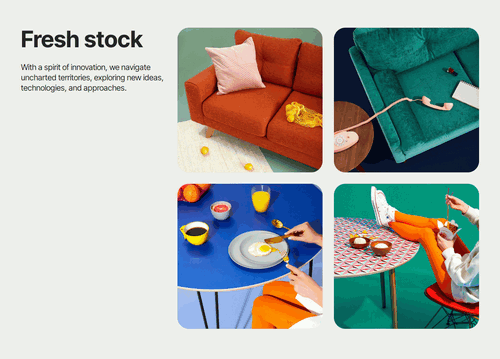 Fresh stock
With a spirit of innovation, we navigate
uncharted territories, exploring new ideas,
technologies, and approaches.